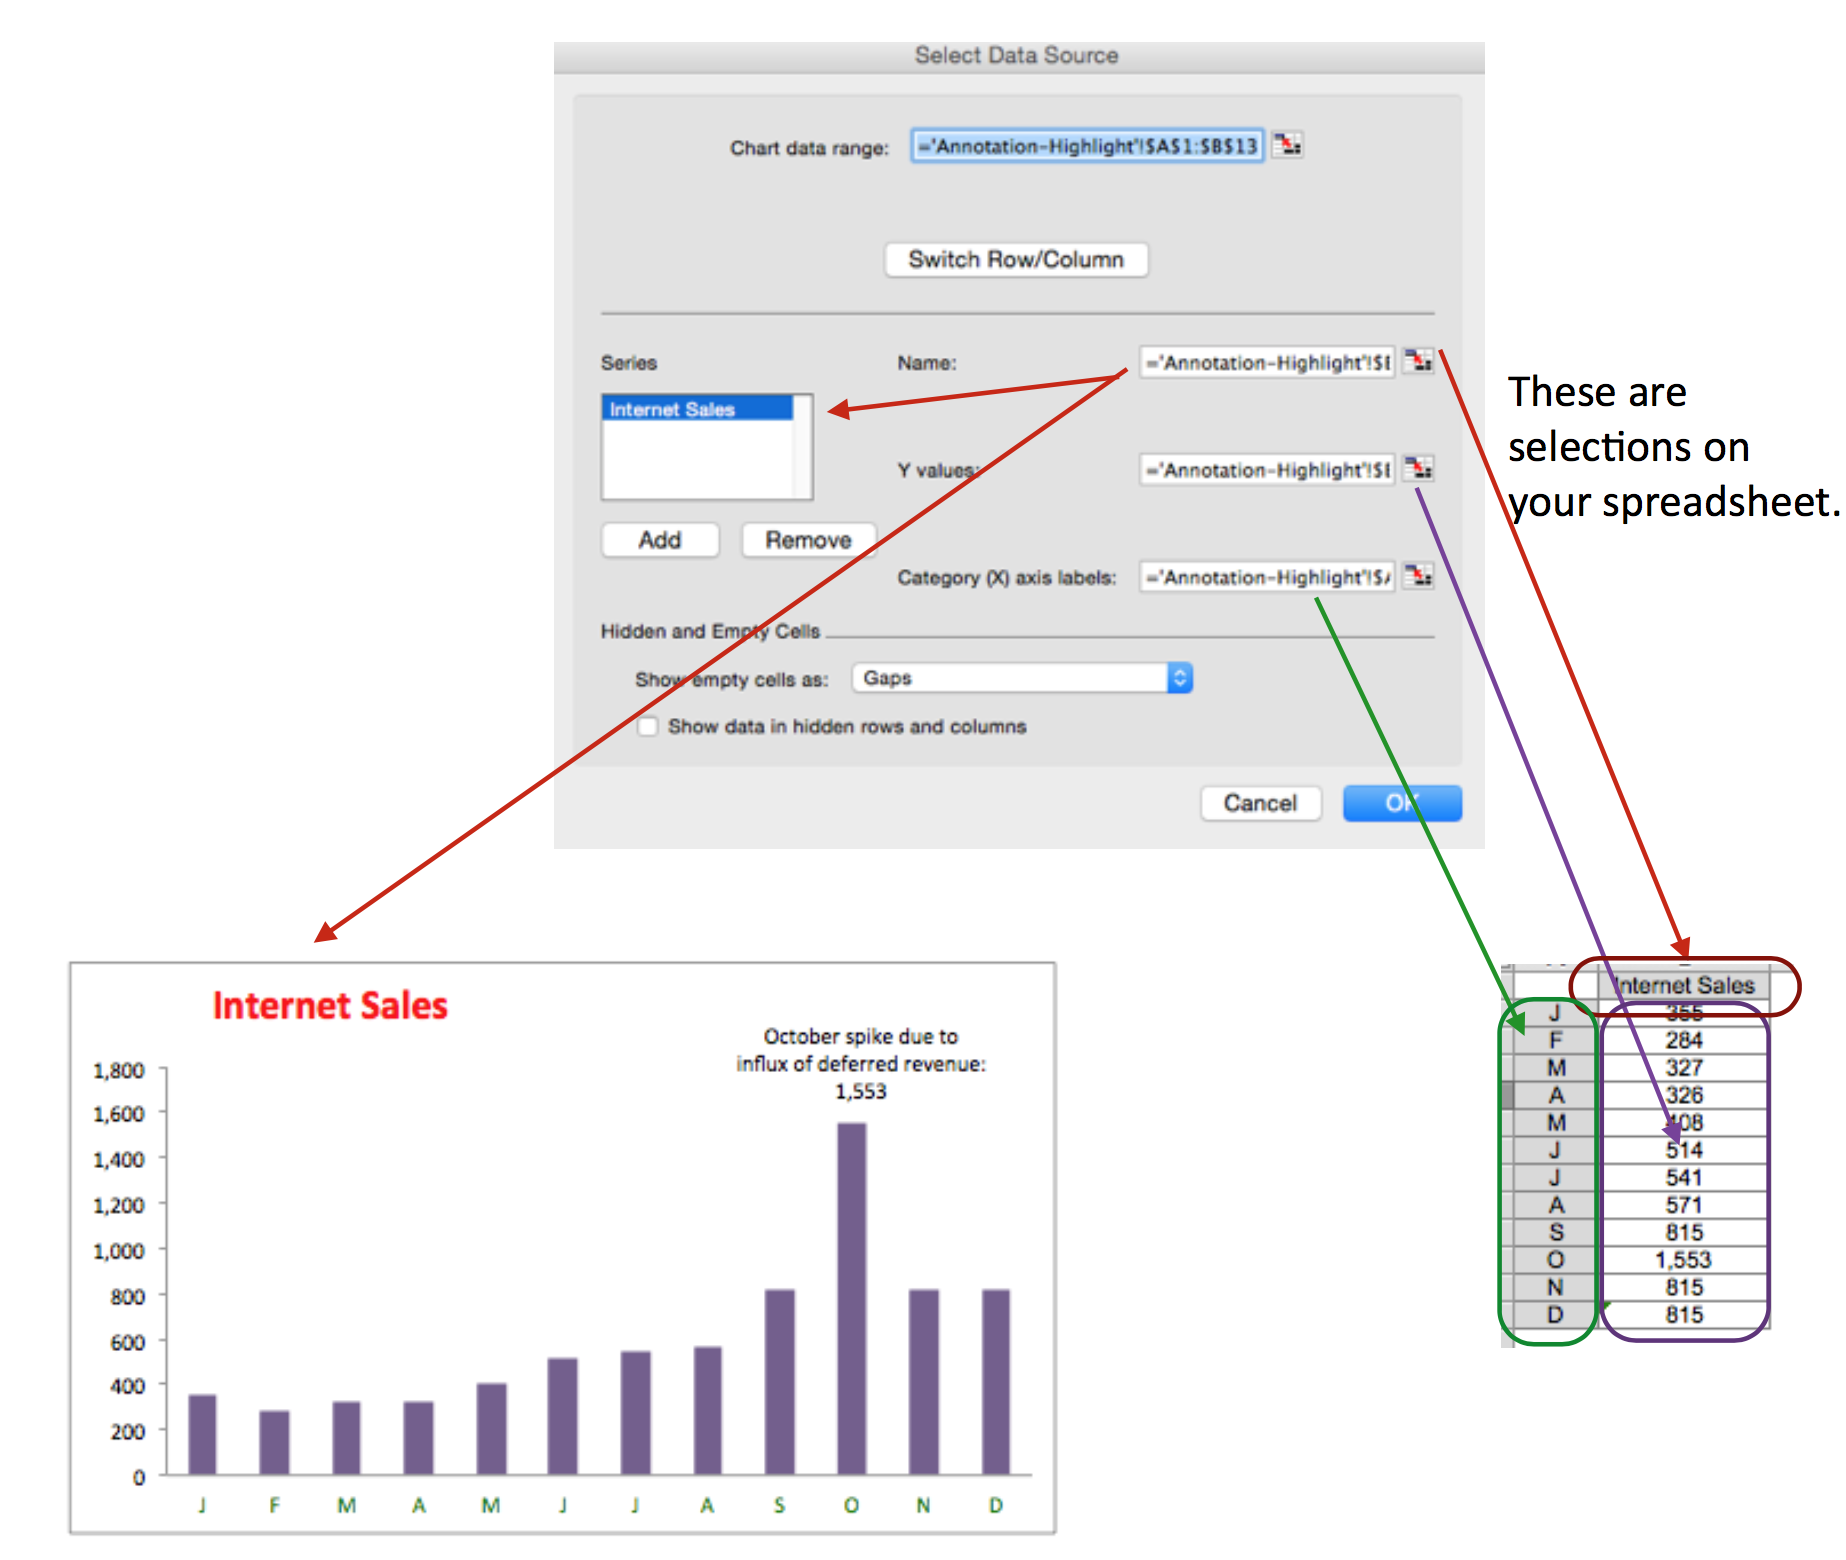 Select Data Source
Chart data range: ='Annotation-Highlight'!$A$1:$B$13
Switch Row/Column
Series
Name: ='Annotation-Highlight'!$B
Internet Sales
Y values: ='Annotation-Highlight'!$B
Add Remove
Category (X) axis labels: ='Annotation-Highlight'!$A
Hidden and Empty Cells
Show empty cells as: Gaps
Show data in hidden rows and columns
Cancel OK
These are
selections on
your spreadsheet.
Internet Sales
October spike due to
influx of deferred revenue:
1,553
1,800
1,600
1,400
1,200
1,000
800
600
400
200
0
J F M A M J J A S O N D
Internet Sales
J 355
F 284
M 327
A 326
M 408
J 514
J 541
A 571
S 815
O 1,553
N 815
D 815